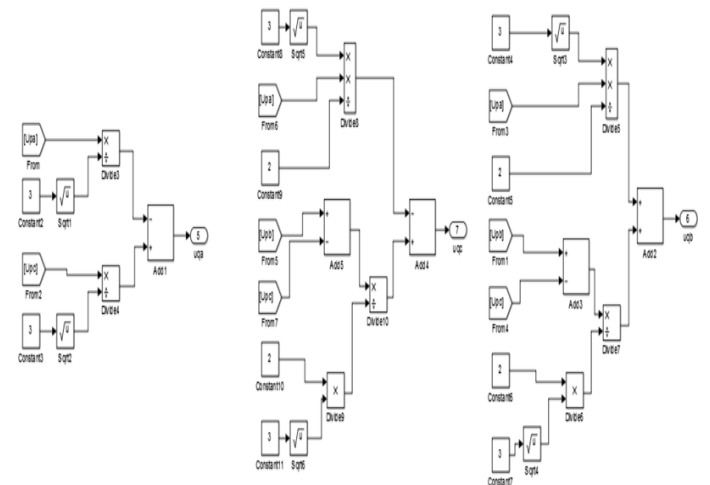 [Upa]
From
×
÷
Divide3
3
Constant2
√u
Sqrt1
[Upc]
From2
×
÷
Divide4
3
Constant3
√u
Sqrt2
-
+
Add1
5
uqa
3
Constant8
√u
Sqrt5
[Upa]
From6
×
×
÷
Divide8
2
Constant9
[Upb]
From5
+
-
Add5
[Upc]
From7
×
÷
Divide10
-
+
Add4
7
uqc
2
Constant10
×
Divide9
3
Constant11
√u
Sqrt6
3
Constant4
√u
Sqrt3
[Upa]
From3
×
×
÷
Divide5
2
Constant5
[Upb]
From1
+
-
Add3
[Upc]
From4
×
÷
Divide7
+
+
Add2
6
uqb
2
Constant6
×
Divide6
3
Constant7
√u
Sqrt4